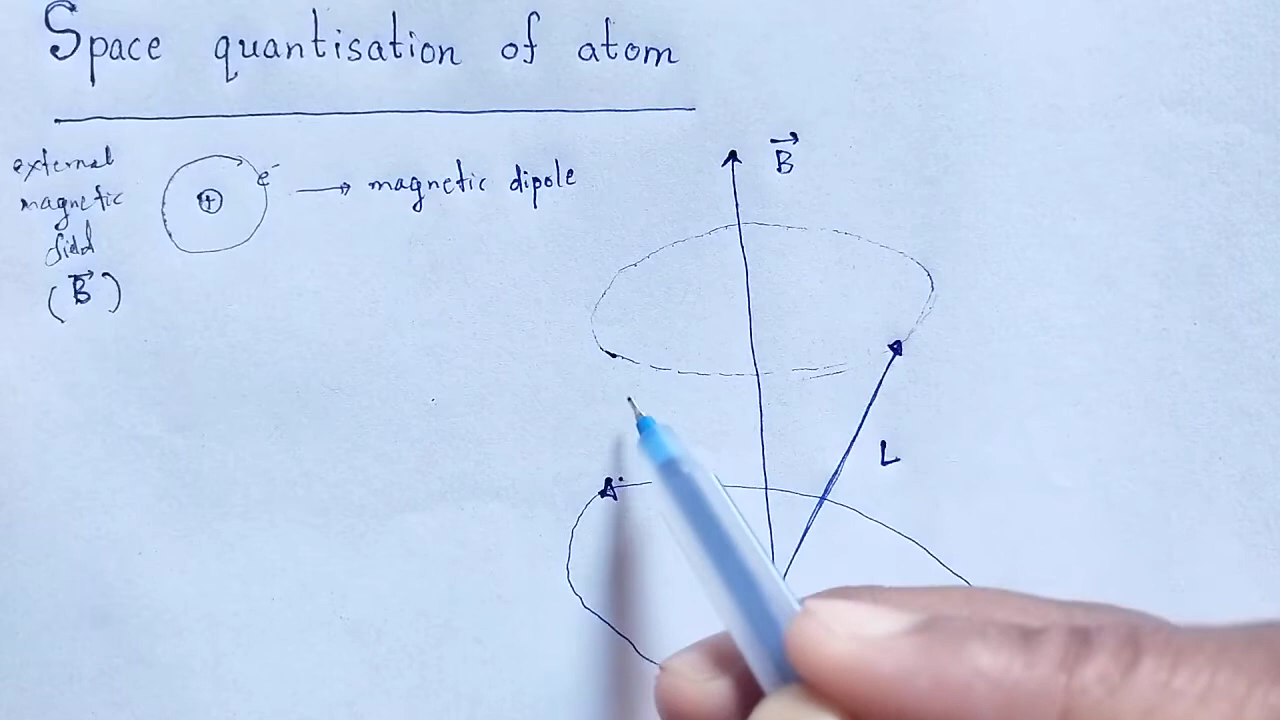 Space quantisation of atom
external
magnetic
field
(B⃗)
+
e⁻
→ magnetic dipole
B⃗
L